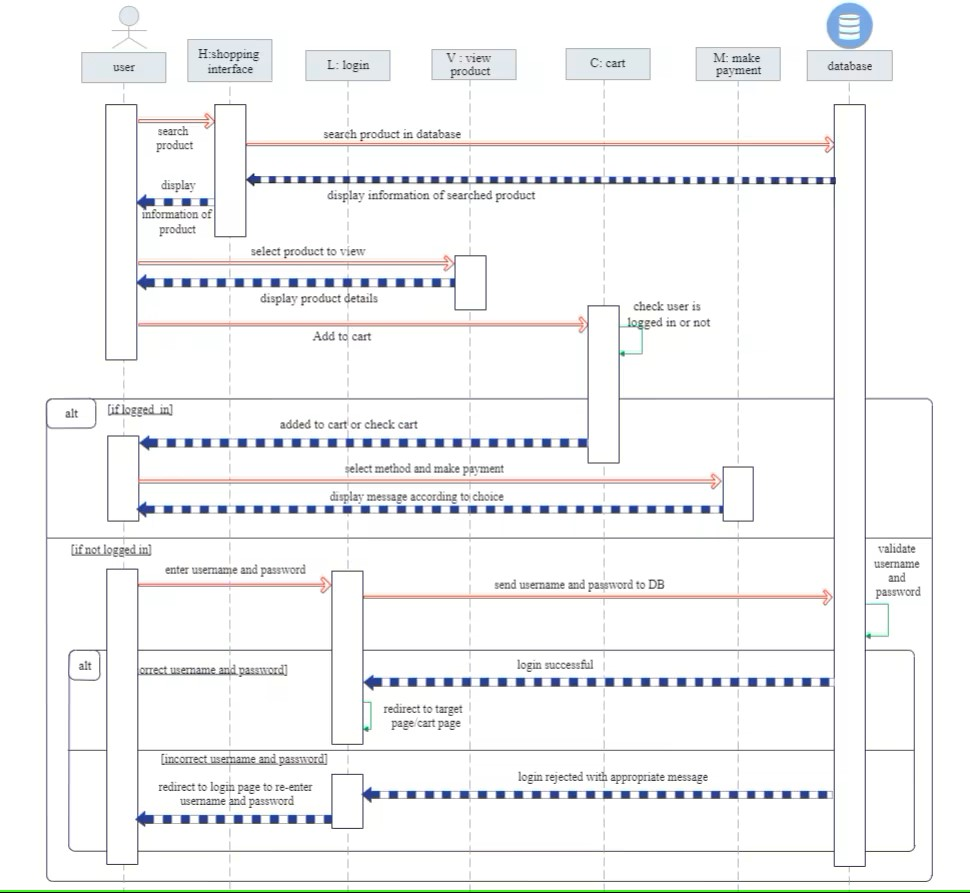 user
H:shopping
interface
L: login
V : view
product
C: cart
M: make
payment
database
search
product
search product in database
display
information of
product
display information of searched product
select product to view
display product details
Add to cart
check user is
logged in or not
alt
[if logged in]
added to cart or check cart
select method and make payment
display message according to choice
[if not logged in]
enter username and password
send username and password to DB
validate
username
and
password
alt
orrect username and password]
login successful
redirect to target
page/cart page
[incorrect username and password]
login rejected with appropriate message
redirect to login page to re-enter
username and password